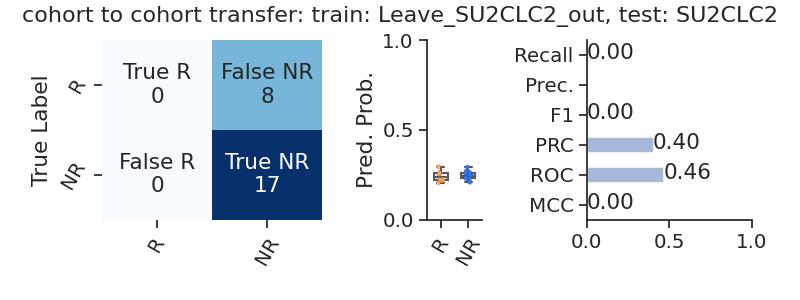 cohort to cohort transfer: train: Leave_SU2CLC2_out, test: SU2CLC2
True Label
R
NR
True R
0
False NR
8
False R
0
True NR
17
R
NR
Pred. Prob.
1.0
0.5
0.0
R
NR
Recall
0.00
Prec.
F1
0.00
PRC
0.40
ROC
0.46
MCC
0.00
0.0
0.5
1.0